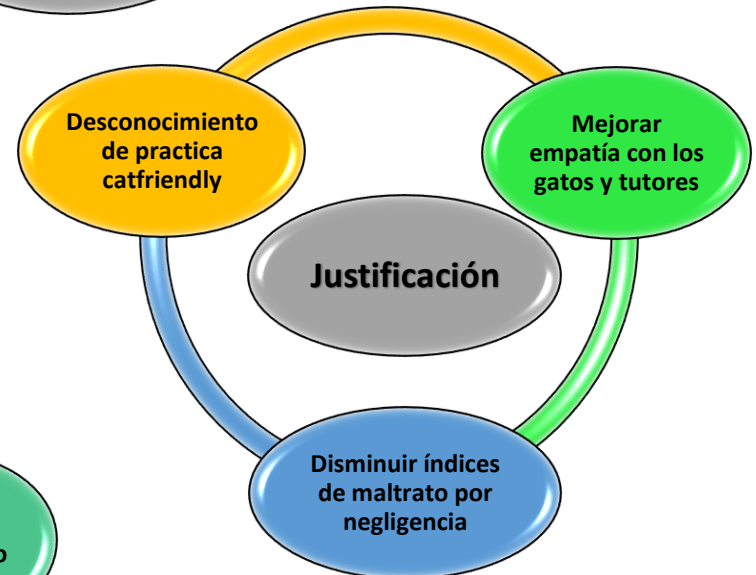 Desconocimiento
de practica
catfriendly
Mejorar
empatía con los
gatos y tutores
Justificación
Disminuir índices
de maltrato por
negligencia